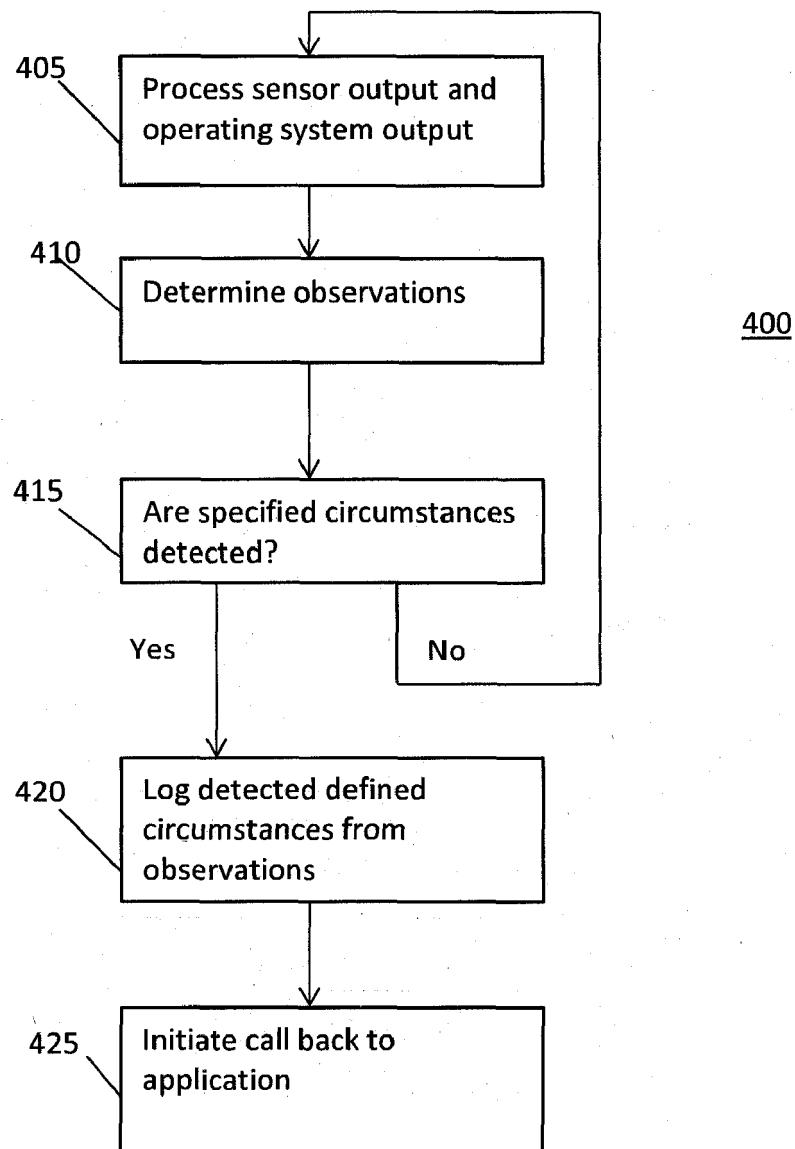 405
Process sensor output and
operating system output
410
Determine observations
400
415
Are specified circumstances
detected?
Yes
No
420
Log detected defined
circumstances from
observations
425
Initiate call back to
application